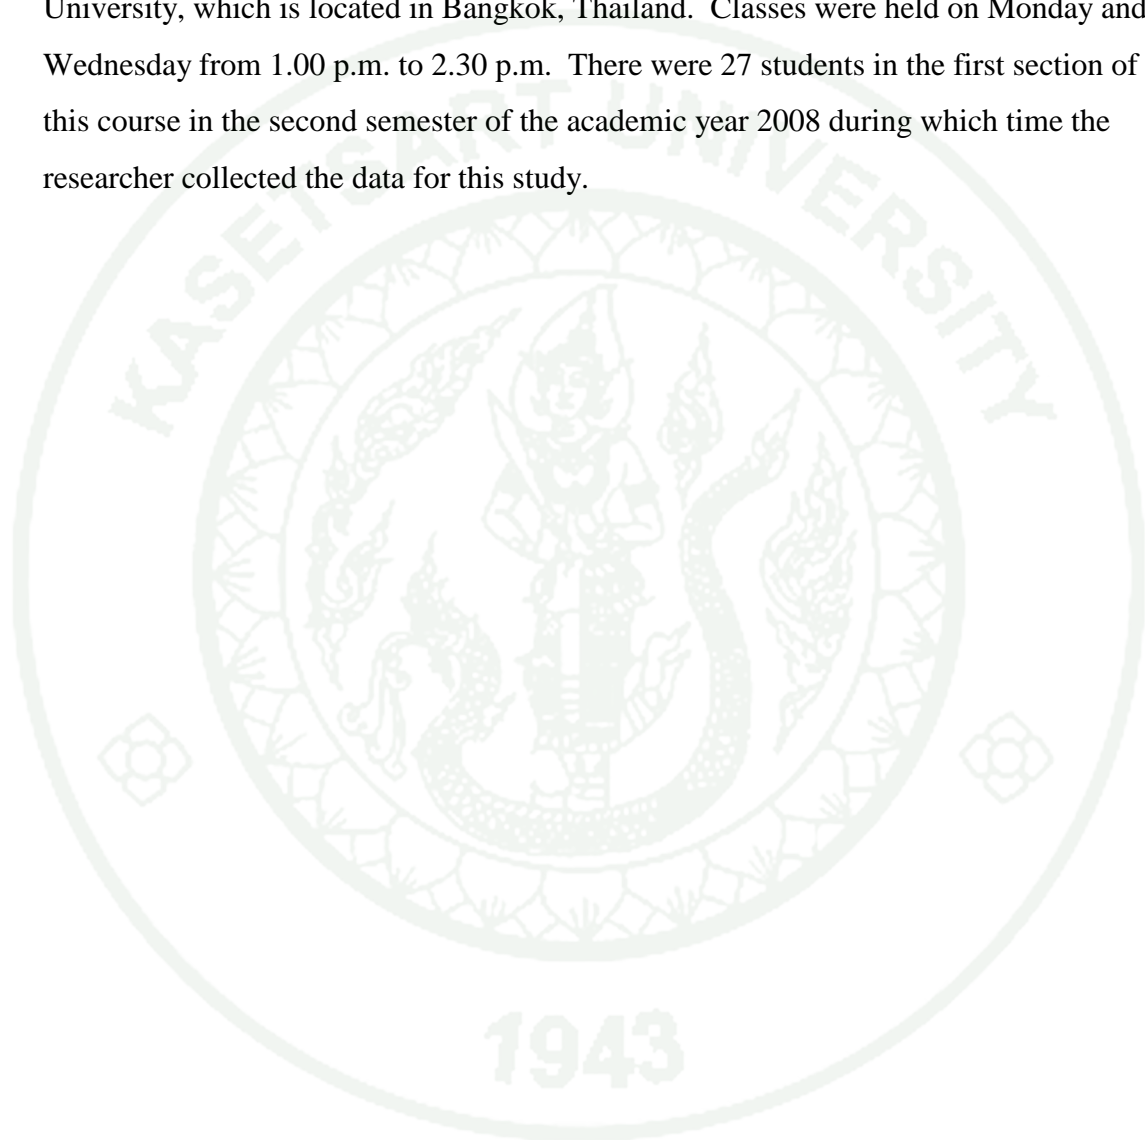 University, which is located in Bangkok, Thailand. Classes were held on Monday and
Wednesday from 1.00 p.m. to 2.30 p.m. There were 27 students in the first section of
this course in the second semester of the academic year 2008 during which time the
researcher collected the data for this study.
KASETSART UNIVERSITY
1943